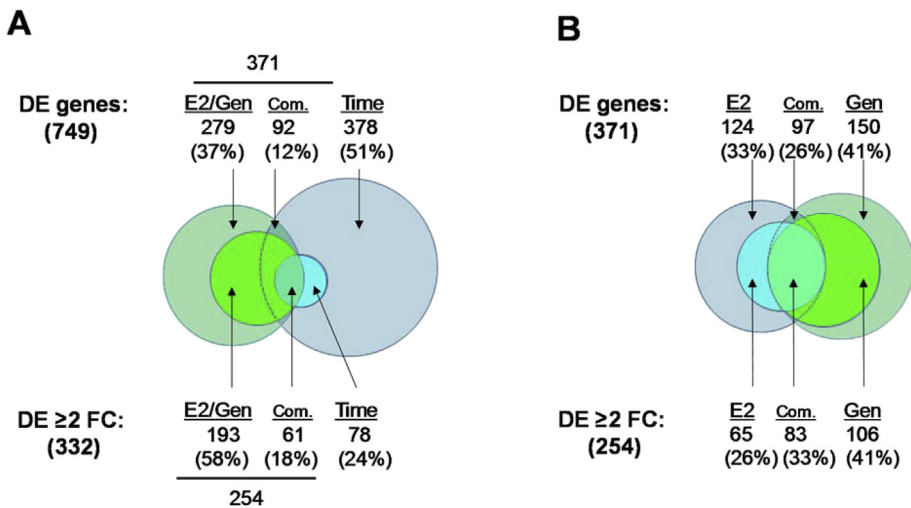 A
B
371
DE genes: E2/Gen Com. Time
(749) 279 92 378
(37%) (12%) (51%)
DE genes: E2 Com. Gen
(371) 124 97 150
(33%) (26%) (41%)
DE ≥2 FC: E2/Gen Com. Time
(332) 193 61 78
(58%) (18%) (24%)
254
DE ≥2 FC: E2 Com. Gen
(254) 65 83 106
(26%) (33%) (41%)